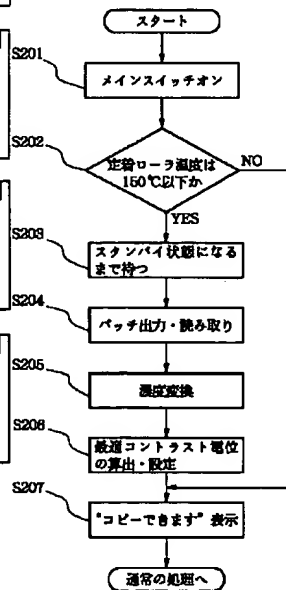 スタート
S201
メインスイッチオン
S202
定着ローラ温度は
150℃以下か
NO
YES
S203
スタンバイ状態になる
まで待つ
S204
パッチ出力・読み取り
S205
濃度変換
S206
最適コントラスト電位
の算出・設定
S207
"コピーできます" 表示
通常の処理へ